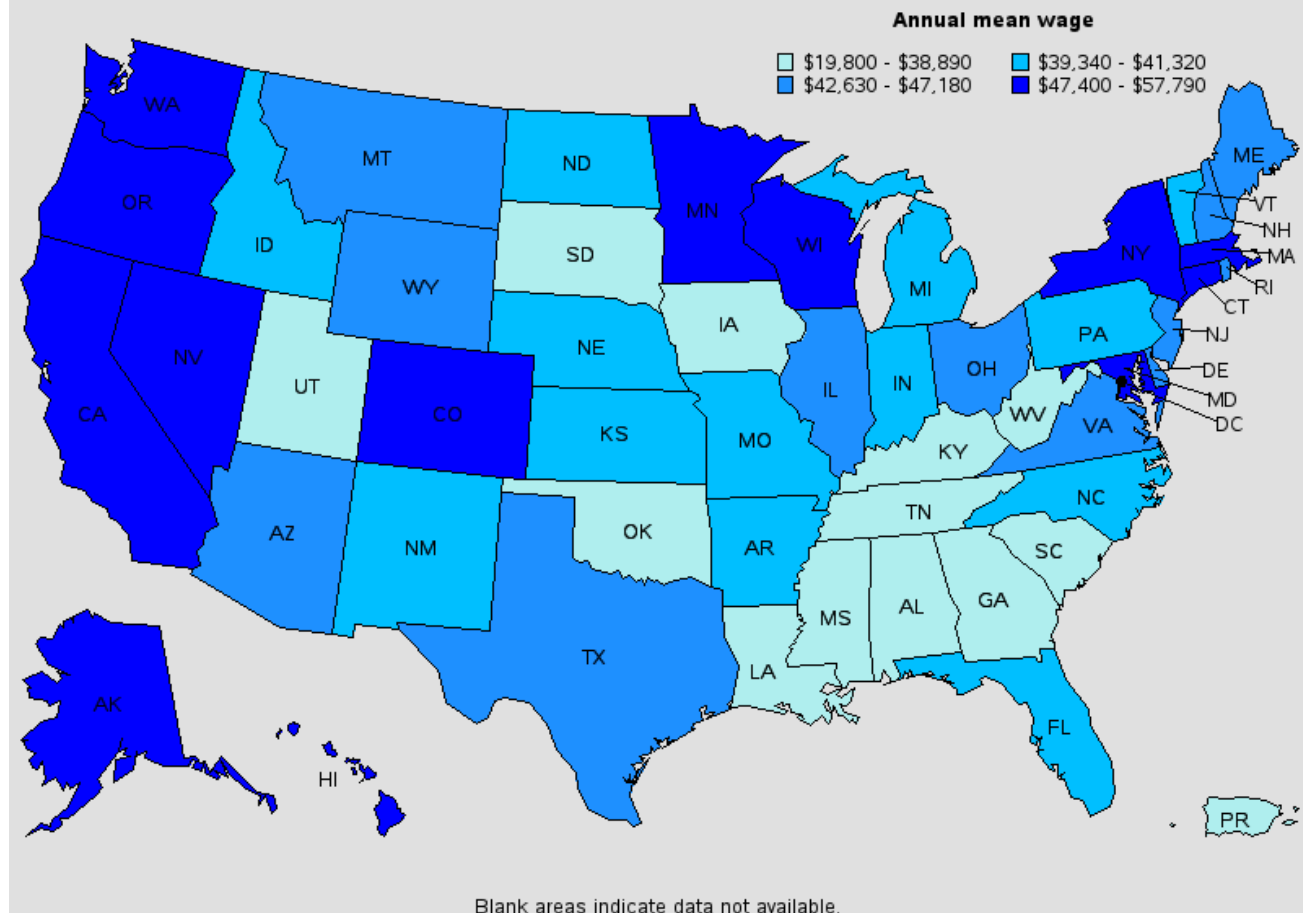 Annual mean wage
$19,800 - $38,890 $39,340 - $41,320
$42,630 - $47,180 $47,400 - $57,790
WA
MT
ND
MN
ME
VT
OR
ID
SD
WI
NH
NY
MA
WY
MI
RI
IA
CT
NE
PA
NJ
NV
UT
IL
IN
OH
DE
CA
CO
MD
WV
KS
MO
VA
DC
KY
NC
AZ
NM
OK
AR
TN
SC
MS
AL
GA
TX
LA
AK
FL
HI
PR
Blank areas indicate data not available.